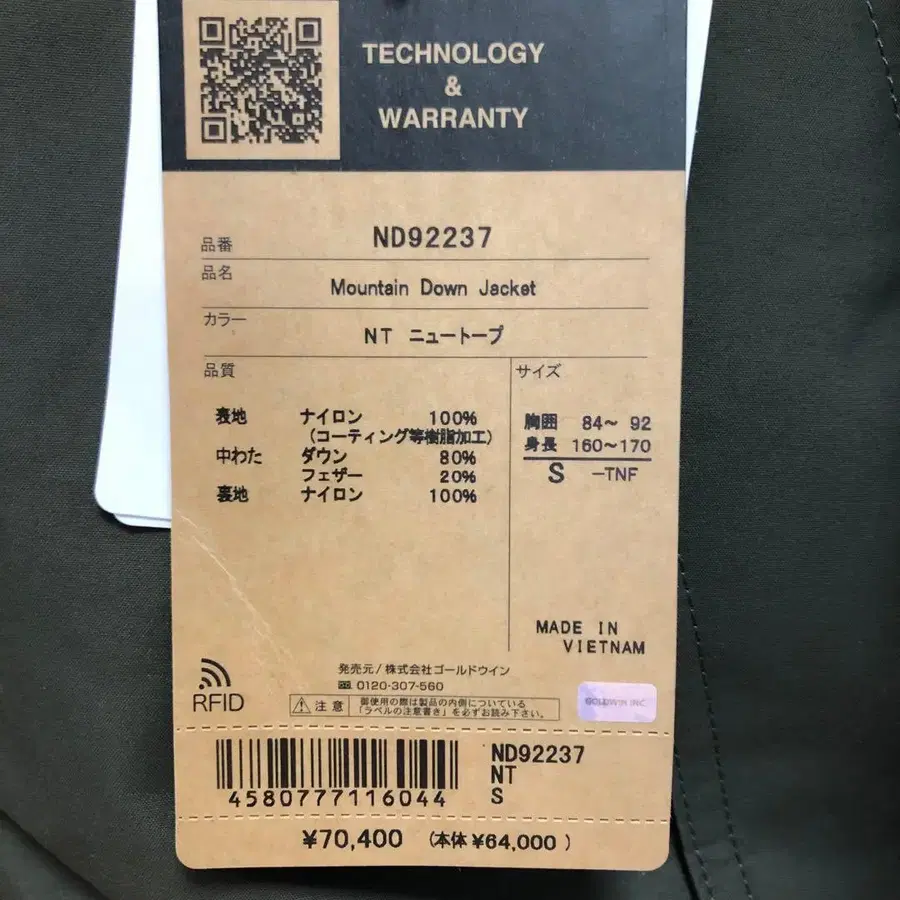 TECHNOLOGY
&
WARRANTY
品番 ND92237
品名 Mountain Down Jacket
カラー NT ニュートープ
品質
表地 ナイロン 100%
(コーティング等樹脂加工)
中わた ダウン 80%
フェザー 20%
裏地 ナイロン 100%
サイズ
胸囲 84〜 92
身長 160〜170
S -TNF
MADE IN
VIETNAM
発売元/株式会社ゴールドウイン
0120-307-560
RFID
注意
御使用の際は製品の内側についている
「ラベルの注意書き」を必ずお読み下さい。
GOLDWIN INC
4580777116044
ND92237
NT
S
¥70,400 (本体 ¥64,000 )